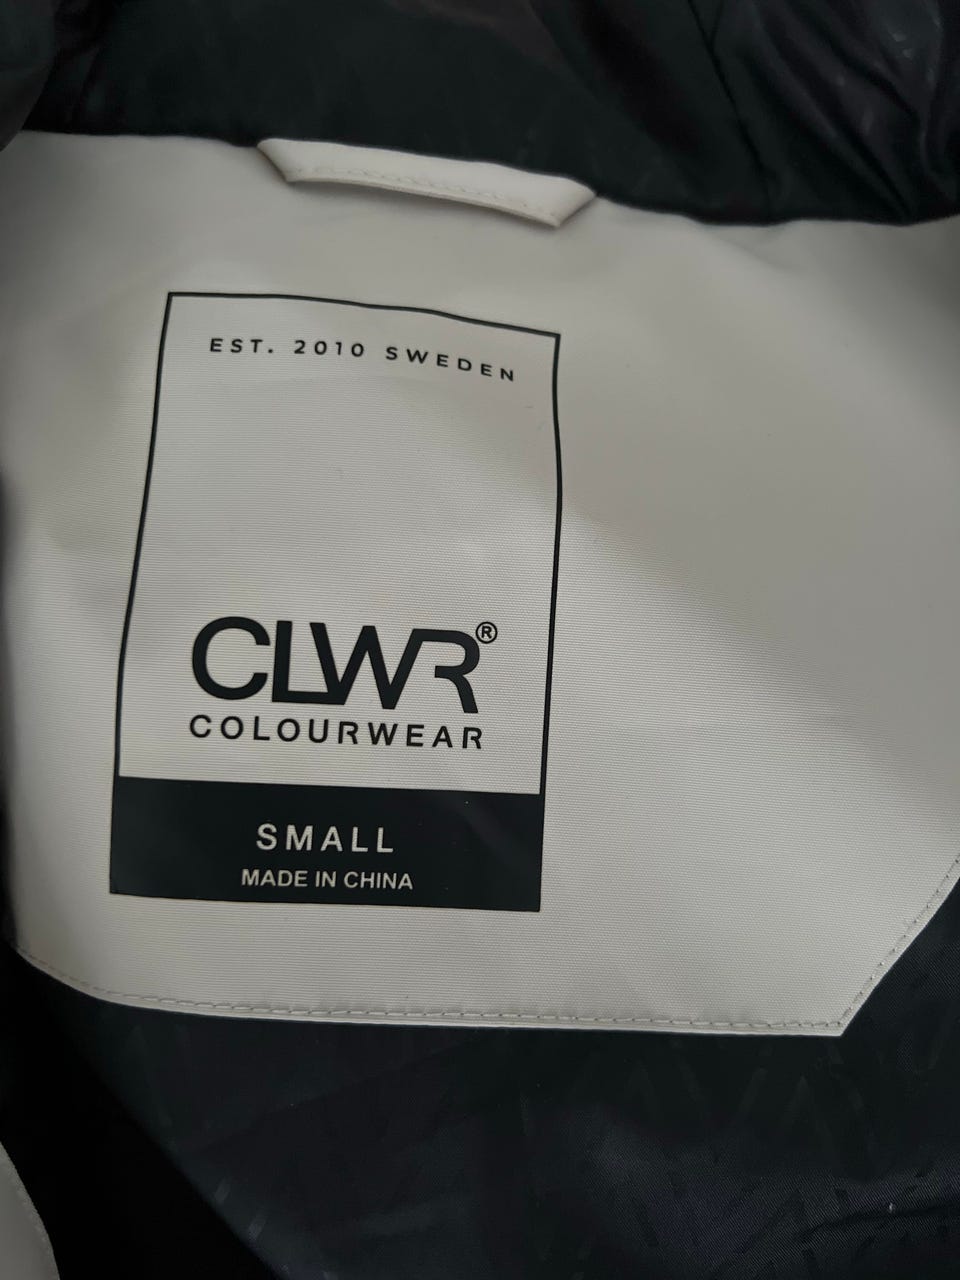 EST. 2010 SWEDEN
CLWR®
COLOURWEAR
SMALL
MADE IN CHINA